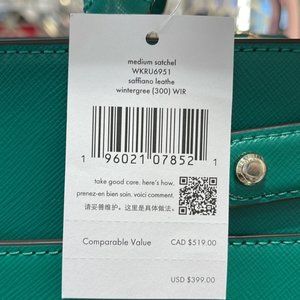 medium satchel
WKRU6951
saffiano leathe
wintergree (300) WIR
1 96021 07852 1
take good care. here's how.
prenez-en bien soin. voici comment.
请妥善维护。这里是具体做法。
Comparable Value CAD $519.00
USD $399.00